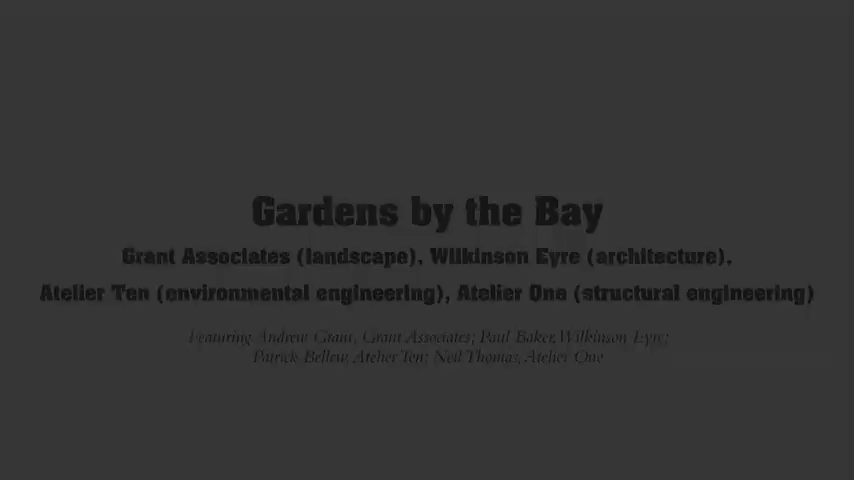 Gardens by the Bay
Grant Associates (landscape), Wilkinson Eyre (architecture),
Atelier Ten (environmental engineering), Atelier One (structural engineering)
Featuring Andrew Grant, Grant Associates; Paul Baker, Wilkinson Eyre;
Patrick Bellew, Atelier Ten; Neil Thomas, Atelier One